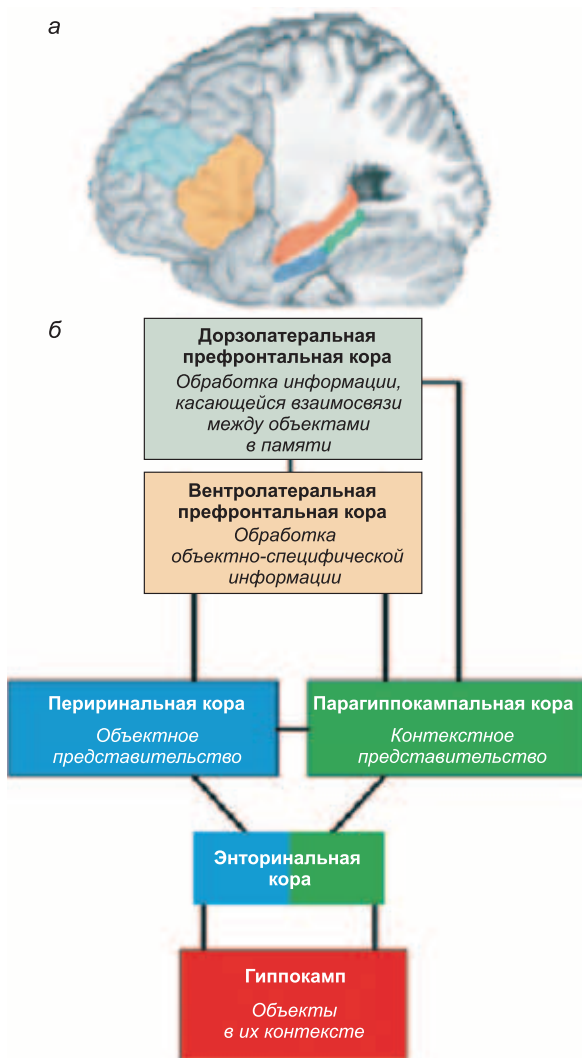 а
б
Дорзолатеральная
префронтальная кора
Обработка информации,
касающейся взаимосвязи
между объектами
в памяти
Вентролатеральная
префронтальная кора
Обработка
объектно-специфической
информации
Периринальная кора
Объектное
представительство
Парагиппокампальная кора
Контекстное
представительство
Энторинальная
кора
Гиппокамп
Объекты
в их контексте